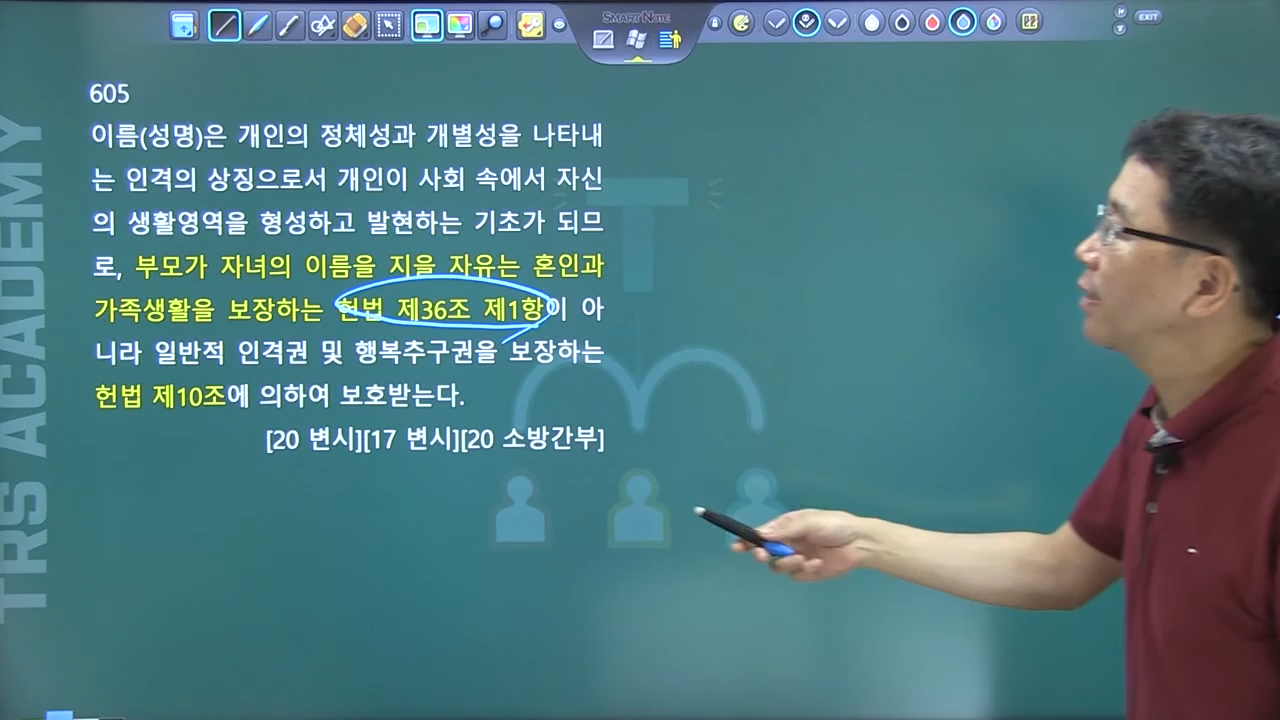 SMART NOTE
EXIT
605
이름(성명)은 개인의 정체성과 개별성을 나타내
는 인격의 상징으로서 개인이 사회 속에서 자신
의 생활영역을 형성하고 발현하는 기초가 되므
로, 부모가 자녀의 이름을 지을 자유는 혼인과
가족생활을 보장하는 헌법 제36조 제1항이 아
니라 일반적 인격권 및 행복추구권을 보장하는
헌법 제10조에 의하여 보호받는다.
[20 변시][17 변시][20 소방간부]
TRS ACADEMY